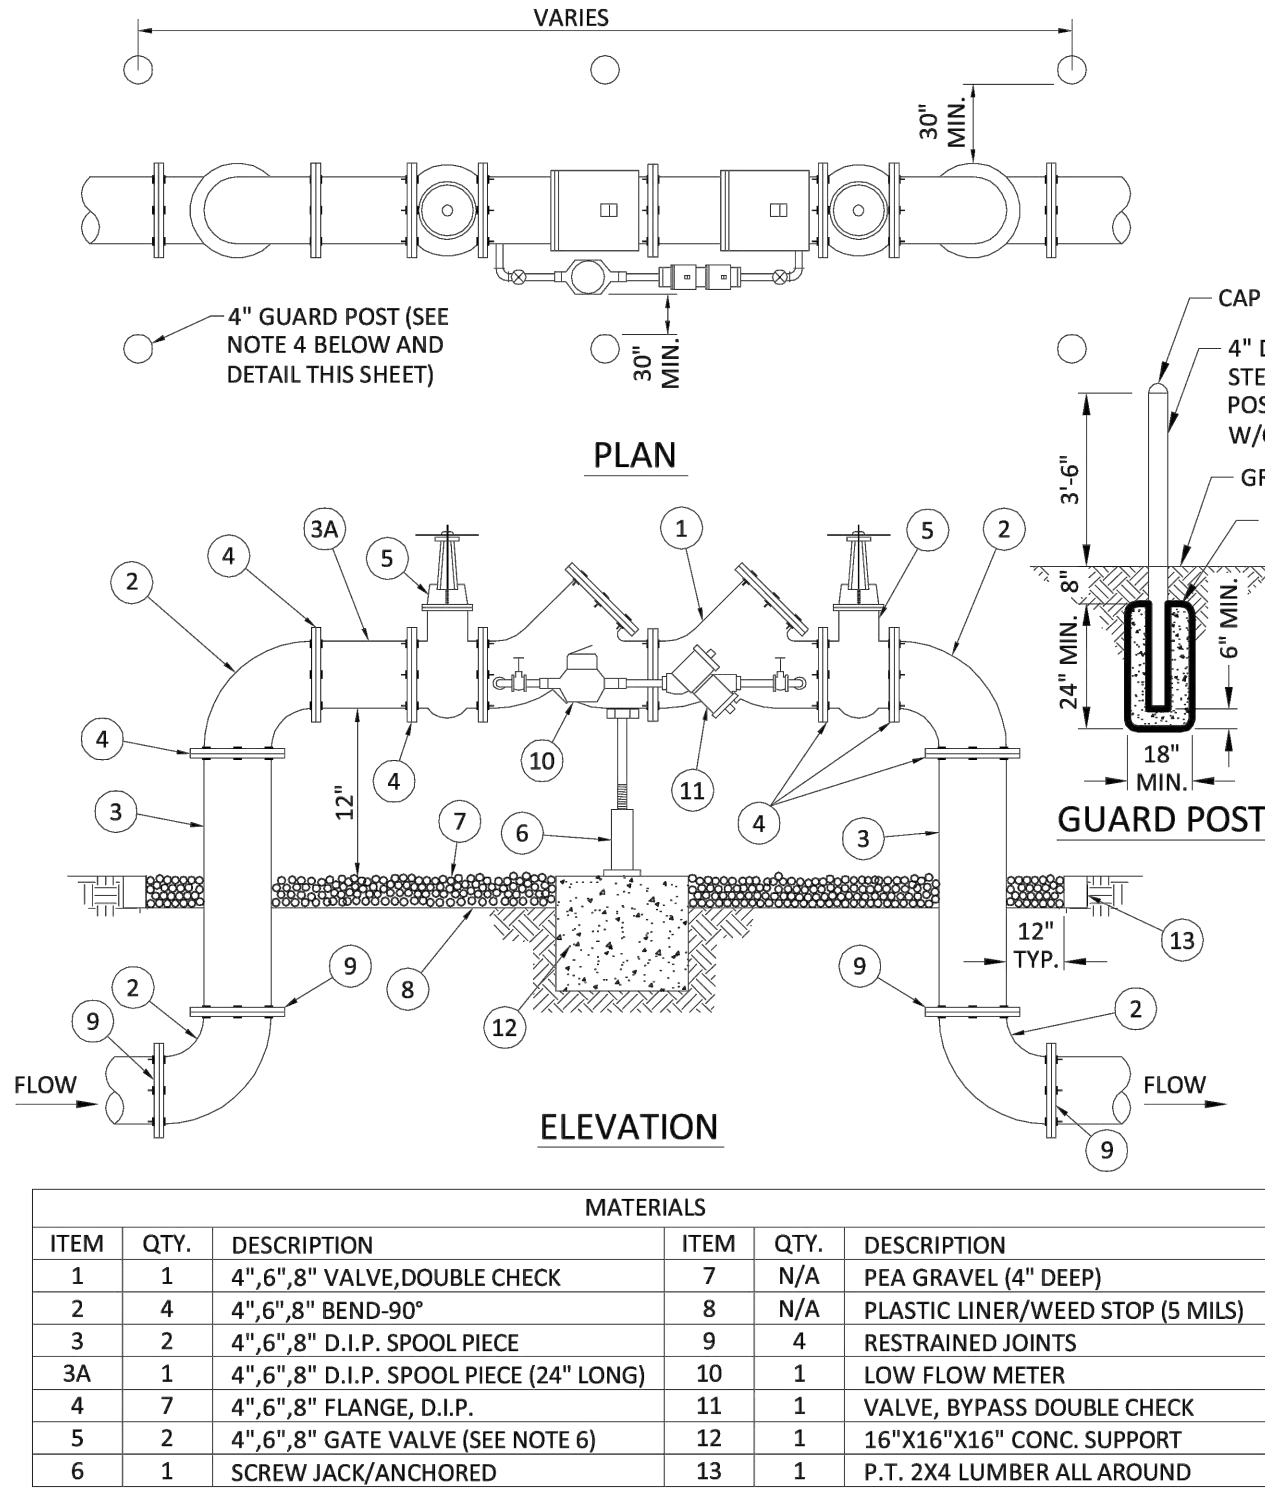 VARIES
30"
MIN.
4" GUARD POST (SEE
NOTE 4 BELOW AND
DETAIL THIS SHEET)
30"
MIN.
PLAN
CAP
4"
W/
3'-6"
8"
24" MIN.
6" MIN.
18"
MIN.
GUARD POST
3A
4
5
2
1
5
2
4
3
12"
4
7
10
6
11
4
3
12"
TYP.
13
2
9
9
8
12
9
2
9
FLOW
FLOW
ELEVATION
MATERIALS
ITEM QTY. DESCRIPTION ITEM QTY. DESCRIPTION
1 1 4",6",8" VALVE,DOUBLE CHECK 7 N/A PEA GRAVEL (4" DEEP)
2 4 4",6",8" BEND-90° 8 N/A PLASTIC LINER/WEED STOP (5 MILS)
3 2 4",6",8" D.I.P. SPOOL PIECE 9 4 RESTRAINED JOINTS
3A 1 4",6",8" D.I.P. SPOOL PIECE (24" LONG) 10 1 LOW FLOW METER
4 7 4",6",8" FLANGE, D.I.P. 11 1 VALVE, BYPASS DOUBLE CHECK
5 2 4",6",8" GATE VALVE (SEE NOTE 6) 12 1 16"X16"X16" CONC. SUPPORT
6 1 SCREW JACK/ANCHORED 13 1 P.T. 2X4 LUMBER ALL AROUND